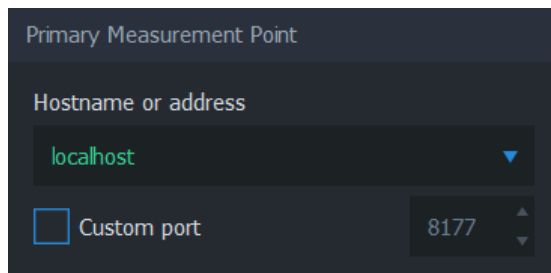 Primary Measurement Point
Hostname or address
localhost
Custom port 8177